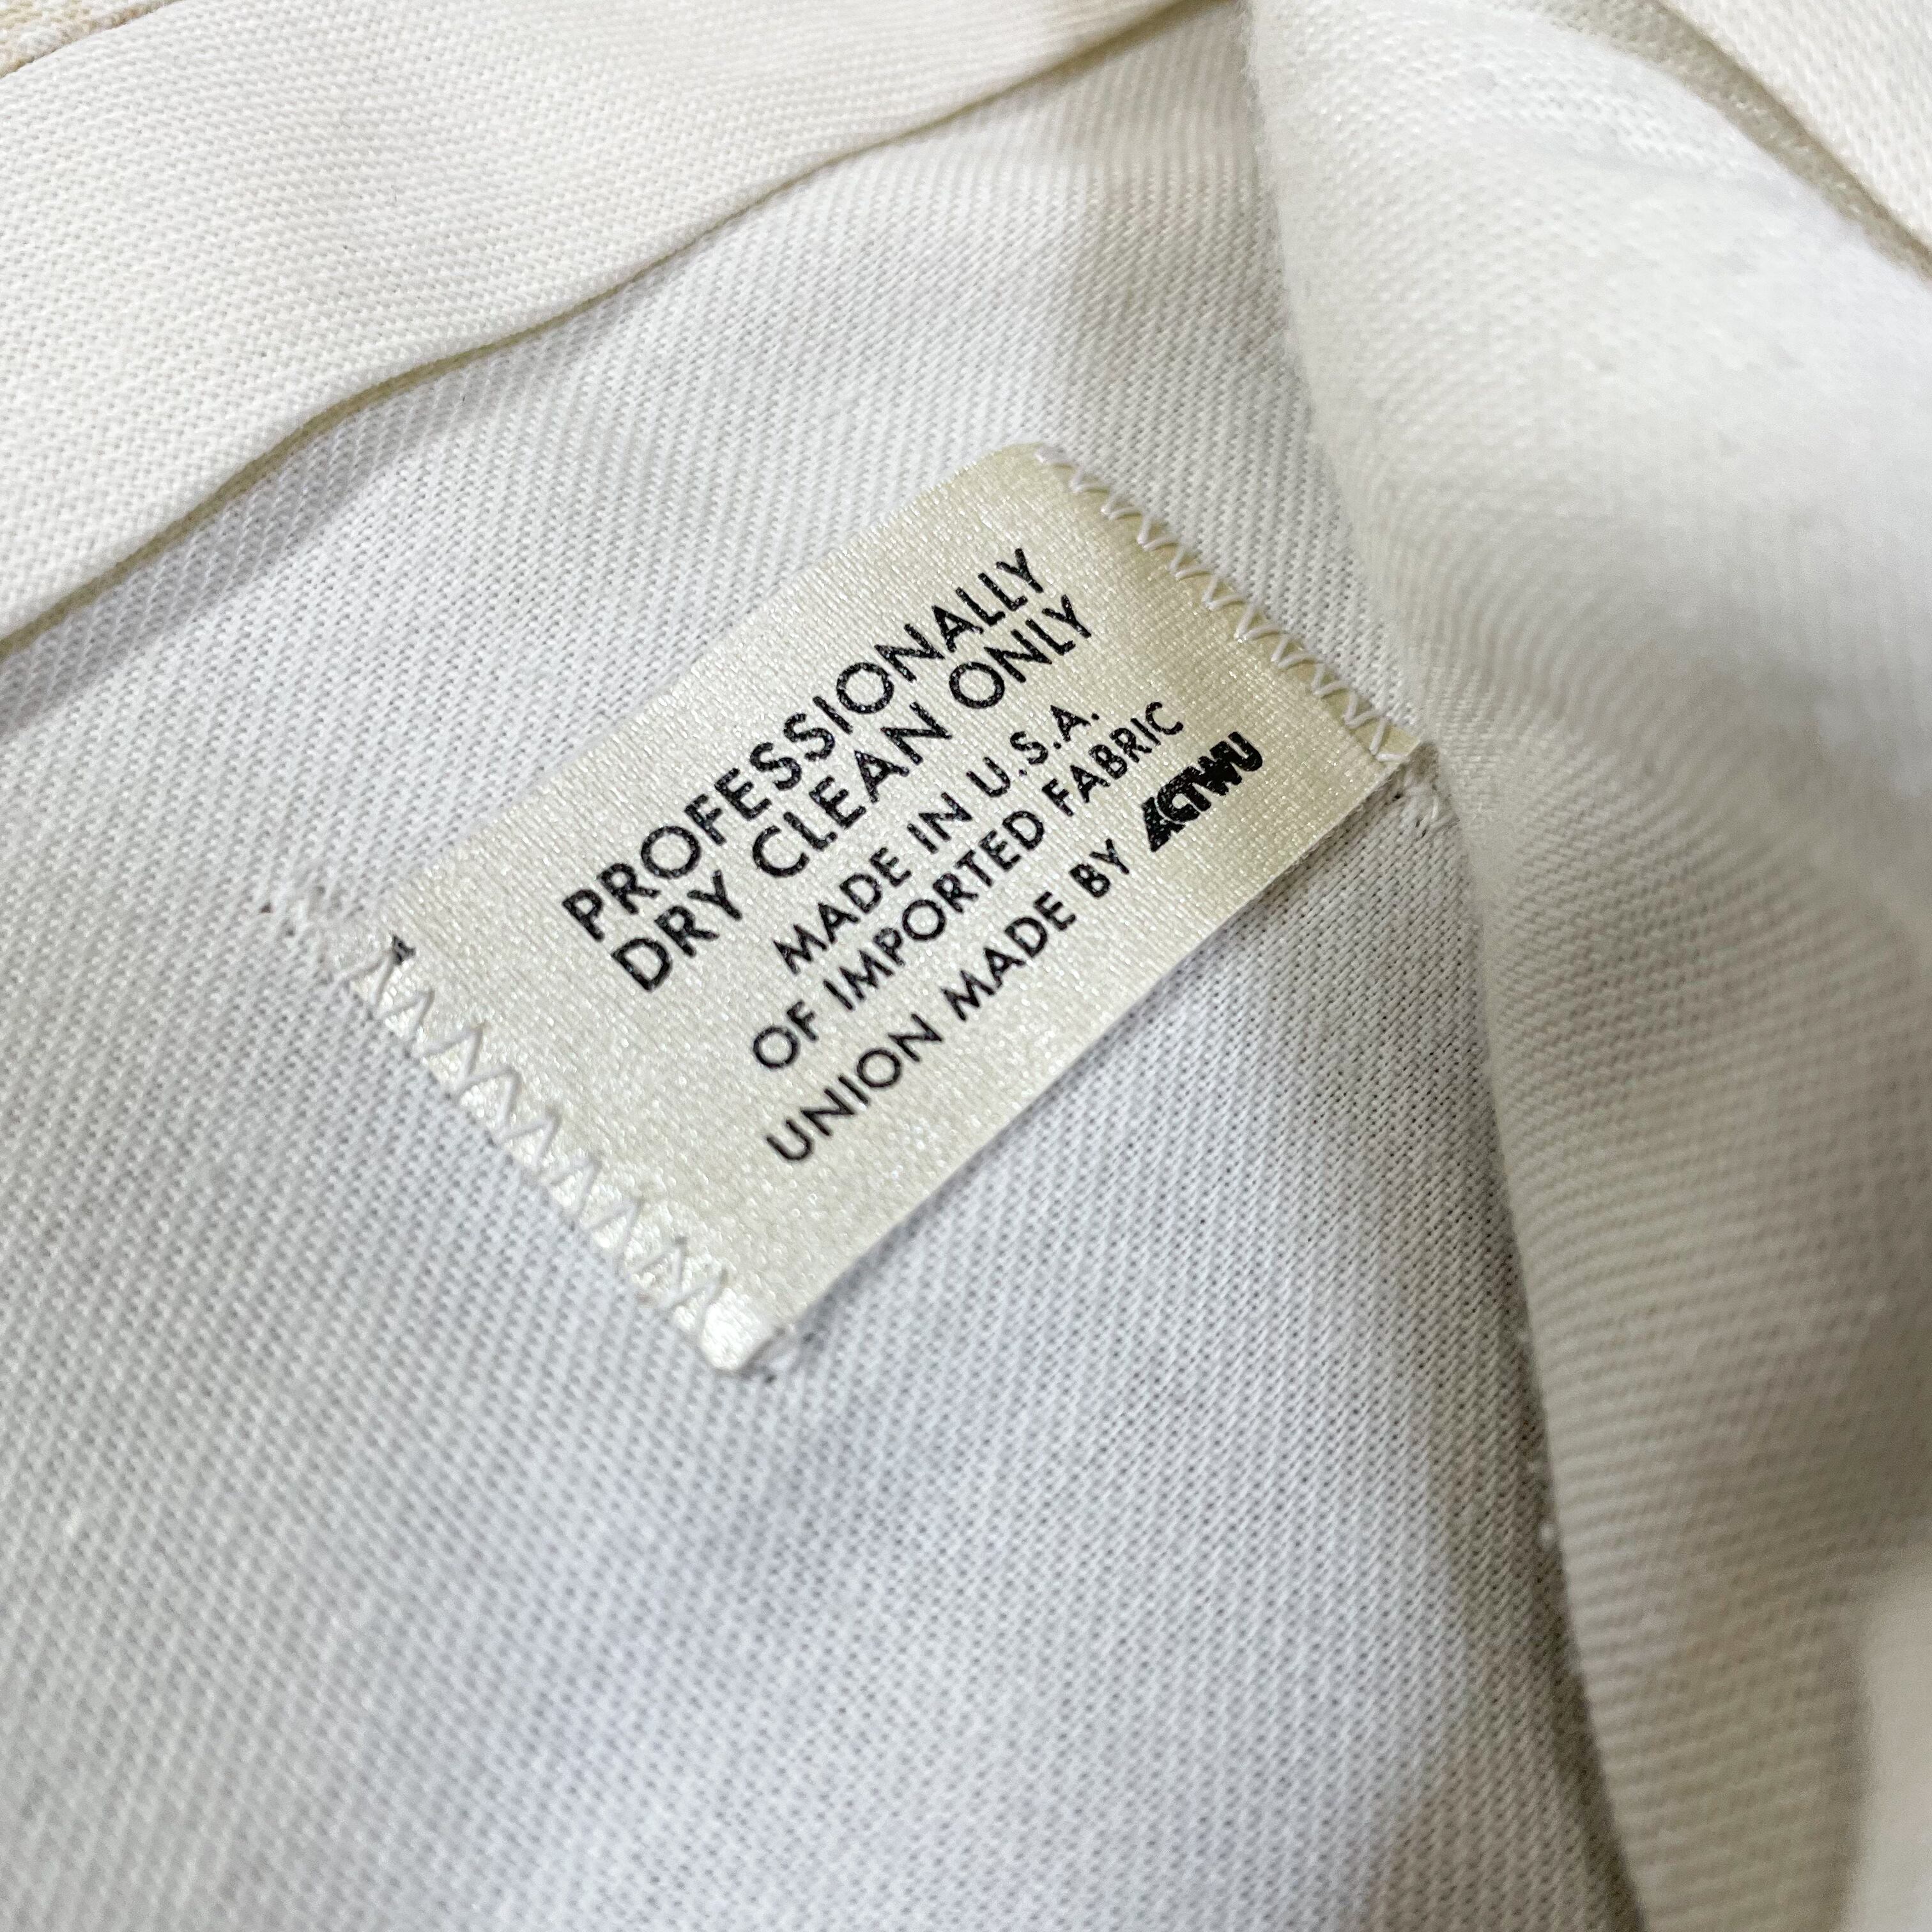 PROFESSIONALLY
DRY CLEAN ONLY
MADE IN U.S.A.
OF IMPORTED FABRIC
UNION MADE BY ACTWU